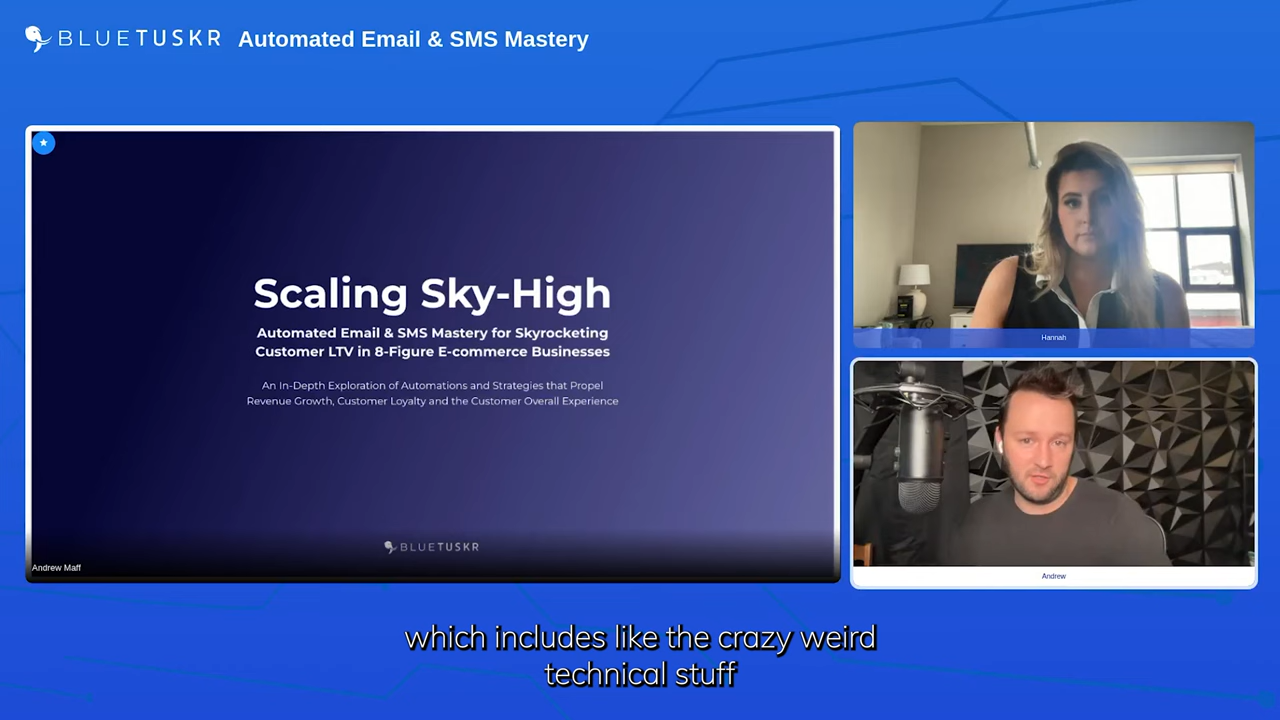 BLUETUSKR Automated Email & SMS Mastery
Scaling Sky-High
Automated Email & SMS Mastery for Skyrocketing
Customer LTV in 8-Figure E-commerce Businesses
An In-Depth Exploration of Automations and Strategies that Propel
Revenue Growth, Customer Loyalty and the Customer Overall Experience
BLUETUSKR
Andrew Maff
Hannah
Andrew
which includes like the crazy weird
technical stuff